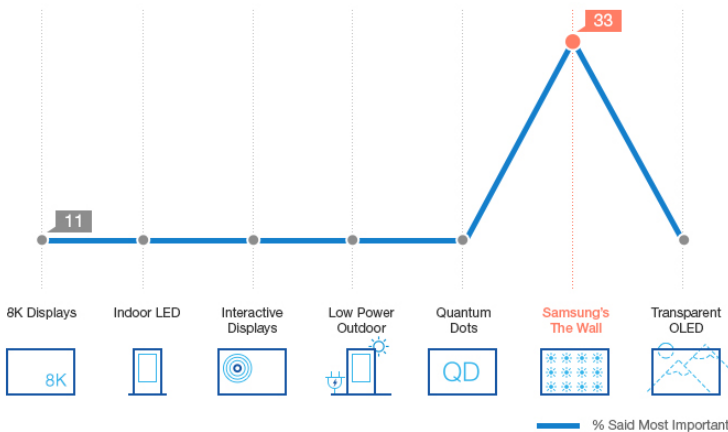 33
11
8K Displays
Indoor LED
Interactive
Displays
Low Power
Outdoor
Quantum
Dots
Samsung's
The Wall
Transparent
OLED
8K
QD
% Said Most Important